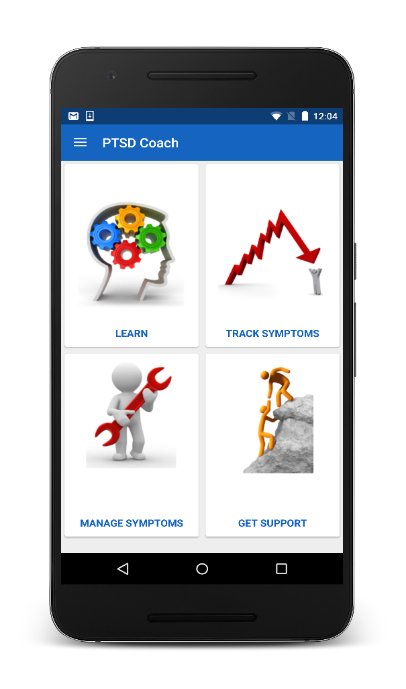 12:04
PTSD Coach
LEARN
TRACK SYMPTOMS
MANAGE SYMPTOMS
GET SUPPORT